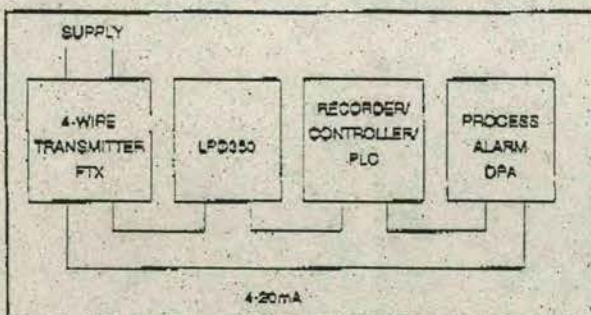 SUPPLY
4-WIRE
TRANSMITTER
FTX
LPD350
RECORDER/
CONTROLLER/
PLC
PROCESS
ALARM
DPA
4-20mA